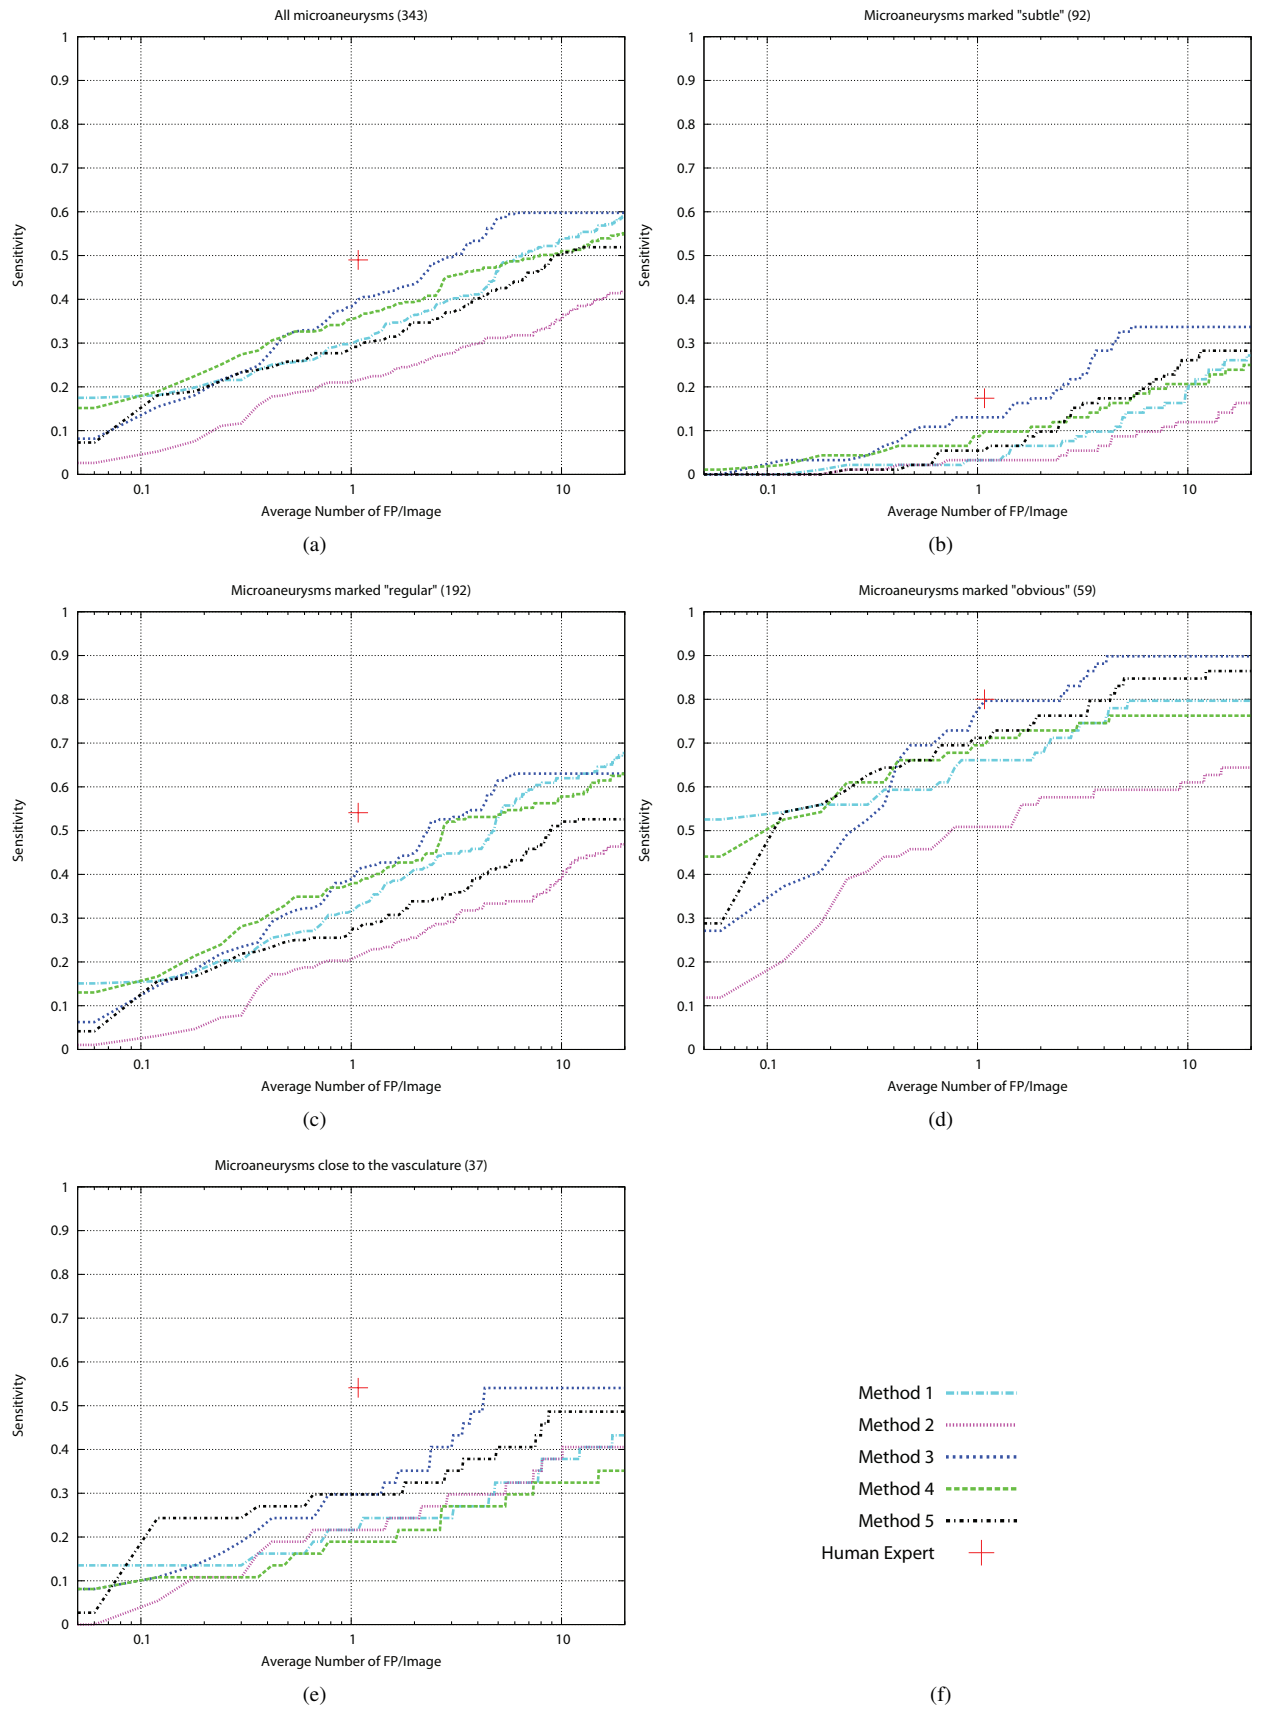 All microaneurysms (343)
1
0.9
0.8
0.7
0.6
0.5
0.4
0.3
0.2
0.1
0
Sensitivity
0.1 1 10
Average Number of FP/Image
(a)
Microaneurysms marked "subtle" (92)
1
0.9
0.8
0.7
0.6
0.5
0.4
0.3
0.2
0.1
0
Sensitivity
0.1 1 10
Average Number of FP/Image
(b)
Microaneurysms marked "regular" (192)
1
0.9
0.8
0.7
0.6
0.5
0.4
0.3
0.2
0.1
0
Sensitivity
0.1 1 10
Average Number of FP/Image
(c)
Microaneurysms marked "obvious" (59)
1
0.9
0.8
0.7
0.6
0.5
0.4
0.3
0.2
0.1
0
Sensitivity
0.1 1 10
Average Number of FP/Image
(d)
Microaneurysms close to the vasculature (37)
1
0.9
0.8
0.7
0.6
0.5
0.4
0.3
0.2
0.1
0
Sensitivity
0.1 1 10
Average Number of FP/Image
(e)
Method 1
Method 2
Method 3
Method 4
Method 5
Human Expert
(f)